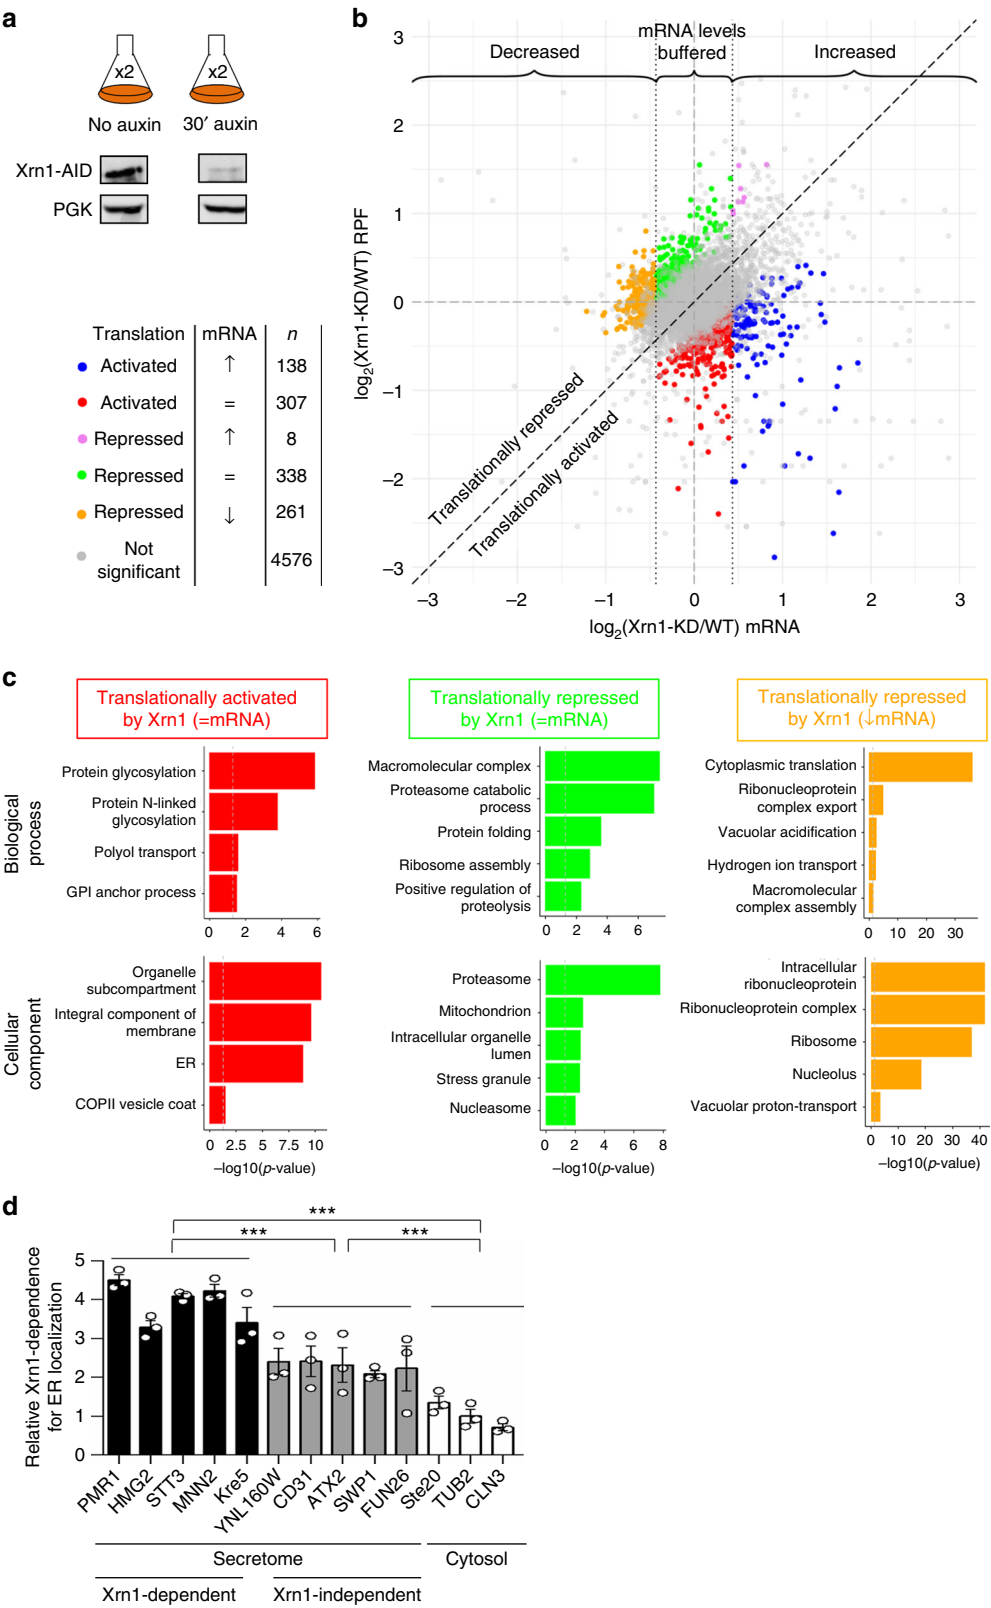 a
x2
x2
No auxin
30′ auxin
Xrn1-AID
PGK
Translation mRNA n
Activated ↑ 138
Activated = 307
Repressed ↑ 8
Repressed = 338
Repressed ↓ 261
Not significant 4576
b
log2(Xrn1-KD/WT) RPF
3
2
1
0
−1
−2
−3
Decreased
mRNA levels
buffered
Increased
Translationally repressed
Translationally activated
−3 −2 −1 0 1 2 3
log2(Xrn1-KD/WT) mRNA
c
Translationally activated
by Xrn1 (=mRNA)
Translationally repressed
by Xrn1 (=mRNA)
Translationally repressed
by Xrn1 (↓mRNA)
Biological
process
Protein glycosylation
Protein N-linked
glycosylation
Polyol transport
GPI anchor process
0 2 4 6
Macromolecular complex
Proteasome catabolic
process
Protein folding
Ribosome assembly
Positive regulation of
proteolysis
0 2 4 6
Cytoplasmic translation
Ribonucleoprotein
complex export
Vacuolar acidification
Hydrogen ion transport
Macromolecular
complex assembly
0 10 20 30
Cellular
component
Organelle
subcompartment
Integral component of
membrane
ER
COPII vesicle coat
0 2.5 5 7.5 10
−log10(p-value)
Proteasome
Mitochondrion
Intracellular organelle
lumen
Stress granule
Nucleasome
0 2 4 6 8
−log10(p-value)
Intracellular
ribonucleoprotein
Ribonucleoprotein complex
Ribosome
Nucleolus
Vacuolar proton-transport
0 10 20 30 40
−log10(p-value)
d
Relative Xrn1-dependence
for ER localization
5
4
3
2
1
0
***
***
***
PMR1
HMG2
STT3
MNN2
Kre5
YNL160W
CD31
ATX2
SWP1
FUN26
Ste20
TUB2
CLN3
Secretome
Cytosol
Xrn1-dependent
Xrn1-independent